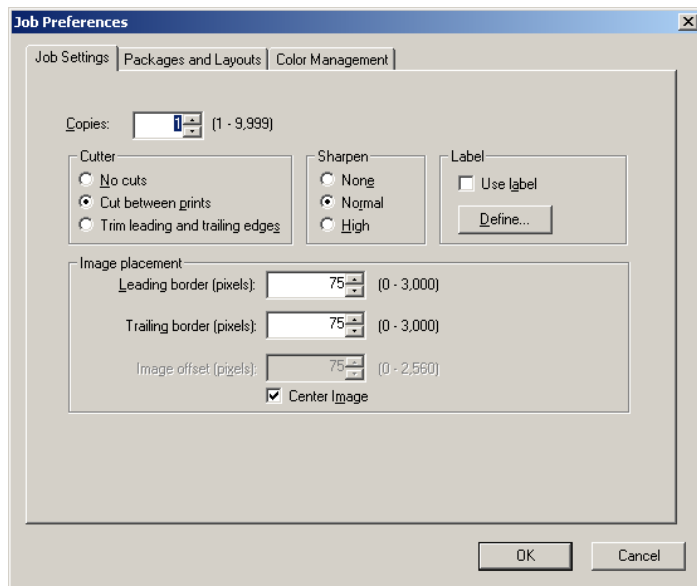 Job Preferences
Job Settings Packages and Layouts Color Management
Copies: 1 (1 - 9,999)
Cutter Sharpen Label
No cuts None Use label
Cut between prints Normal Define...
Trim leading and trailing edges High
Image placement
Leading border (pixels): 75 (0 - 3,000)
Trailing border (pixels): 75 (0 - 3,000)
Image offset (pixels): 75 (0 - 2,560)
Center Image
OK Cancel